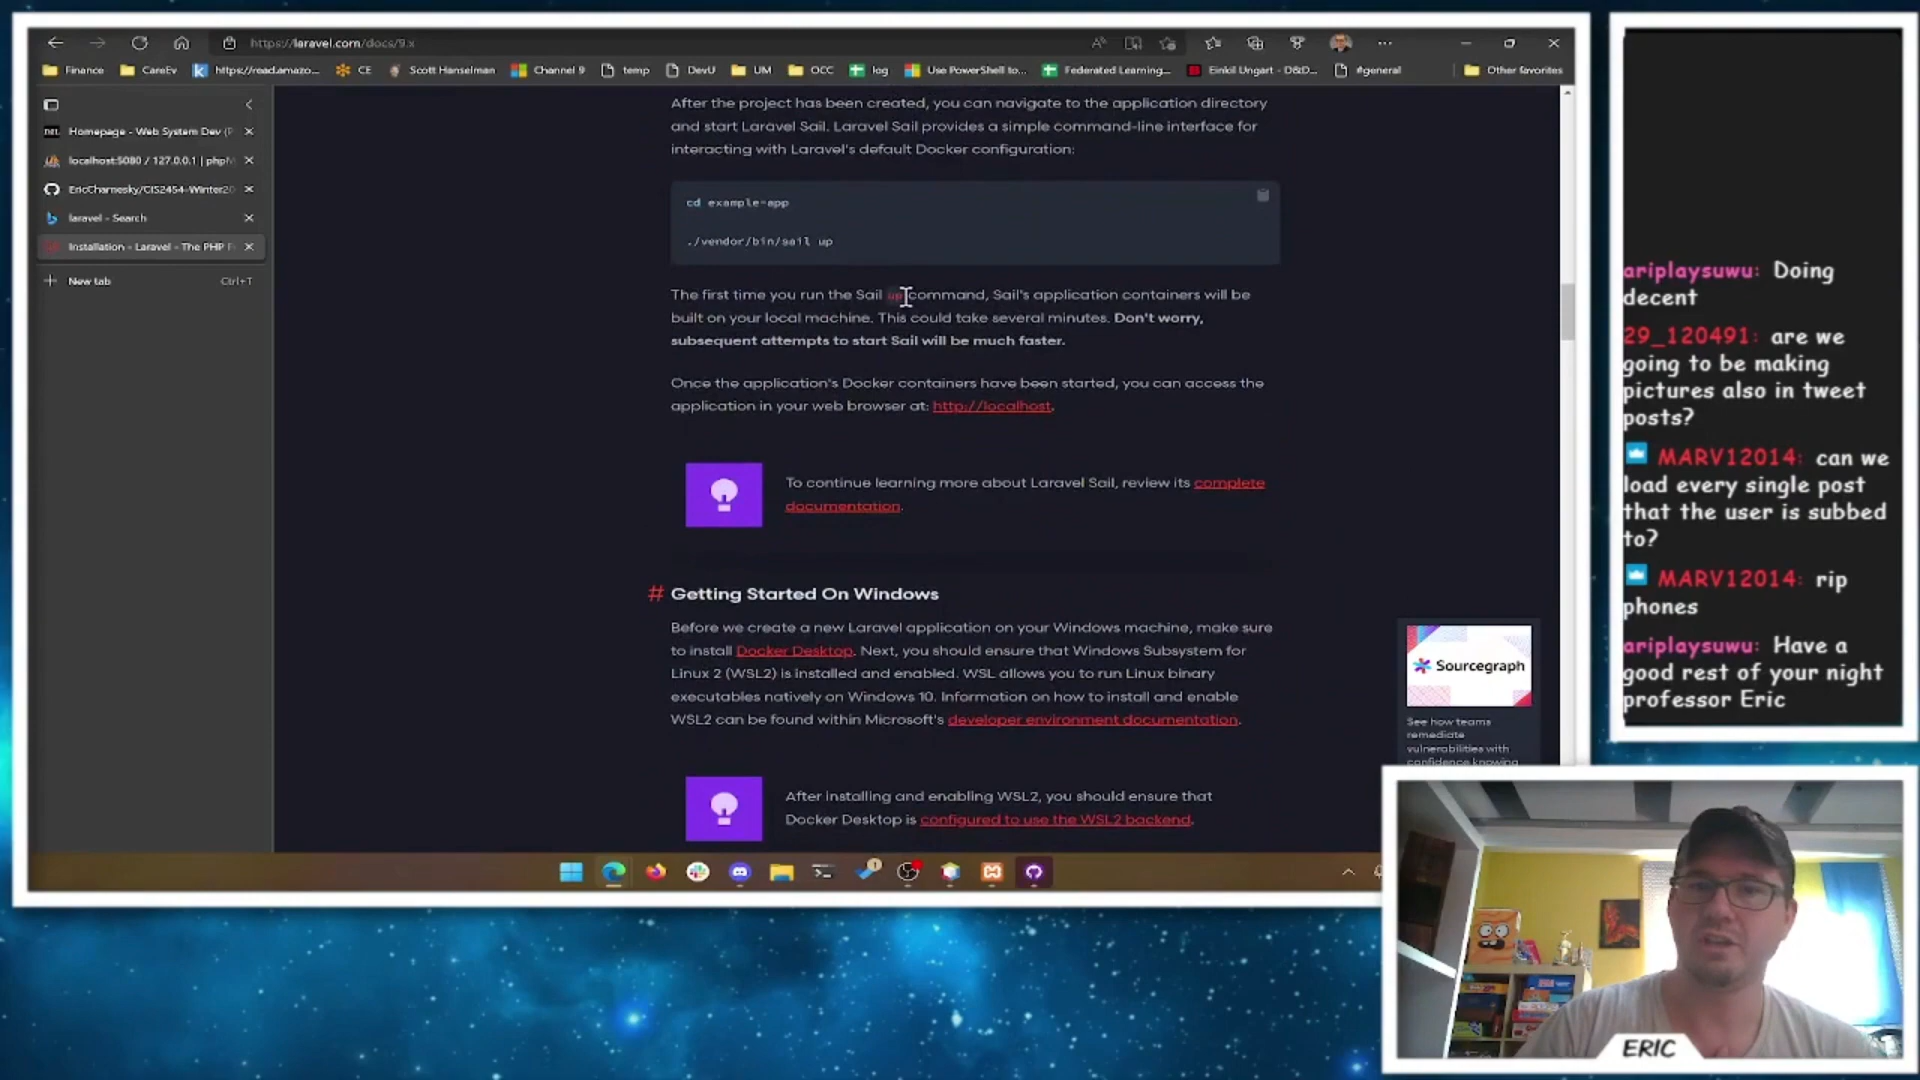 https://laravel.com/docs/9.x
Finance
CareEv
https://read.amazo...
CE
Scott Hanselman
Channel 9
temp
DevU
UM
OCC
log
Use PowerShell to...
Federated Learning...
Einkil Ungart - D&D...
#general
Other favorites
Homepage - Web System Dev (P
localhost:5080 / 127.0.0.1 | phpM
EricCharnesky/CIS2454-Winter20
laravel - Search
Installation - Laravel - The PHP F
New tab
Ctrl+T
After the project has been created, you can navigate to the application directory
and start Laravel Sail. Laravel Sail provides a simple command-line interface for
interacting with Laravel's default Docker configuration:
cd example-app
./vendor/bin/sail up
The first time you run the Sail up command, Sail's application containers will be
built on your local machine. This could take several minutes. Don't worry,
subsequent attempts to start Sail will be much faster.
Once the application's Docker containers have been started, you can access the
application in your web browser at: http://localhost.
To continue learning more about Laravel Sail, review its complete
documentation.
# Getting Started On Windows
Before we create a new Laravel application on your Windows machine, make sure
to install Docker Desktop. Next, you should ensure that Windows Subsystem for
Linux 2 (WSL2) is installed and enabled. WSL allows you to run Linux binary
executables natively on Windows 10. Information on how to install and enable
WSL2 can be found within Microsoft's developer environment documentation.
After installing and enabling WSL2, you should ensure that
Docker Desktop is configured to use the WSL2 backend.
Sourcegraph
See how teams
remediate
vulnerabilities with
confidence knowing
ariplaysuwu: Doing
decent
29_120491: are we
going to be making
pictures also in tweet
posts?
MARV12014: can we
load every single post
that the user is subbed
to?
MARV12014: rip
phones
ariplaysuwu: Have a
good rest of your night
professor Eric
ERIC